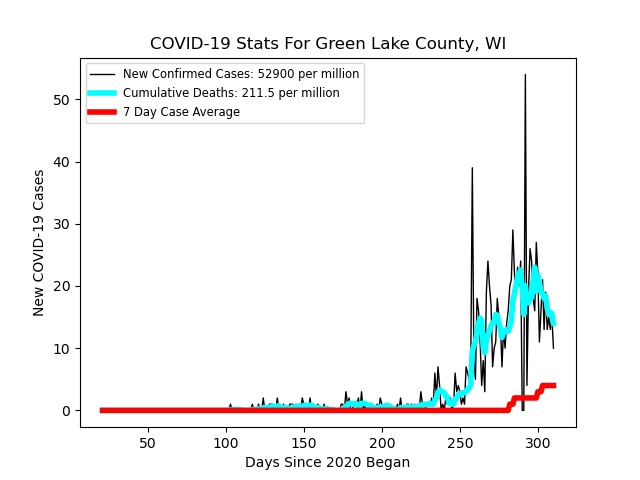 COVID-19 Stats For Green Lake County, WI
New Confirmed Cases: 52900 per million
Cumulative Deaths: 211.5 per million
7 Day Case Average
New COVID-19 Cases
50
40
30
20
10
0
50 100 150 200 250 300
Days Since 2020 Began